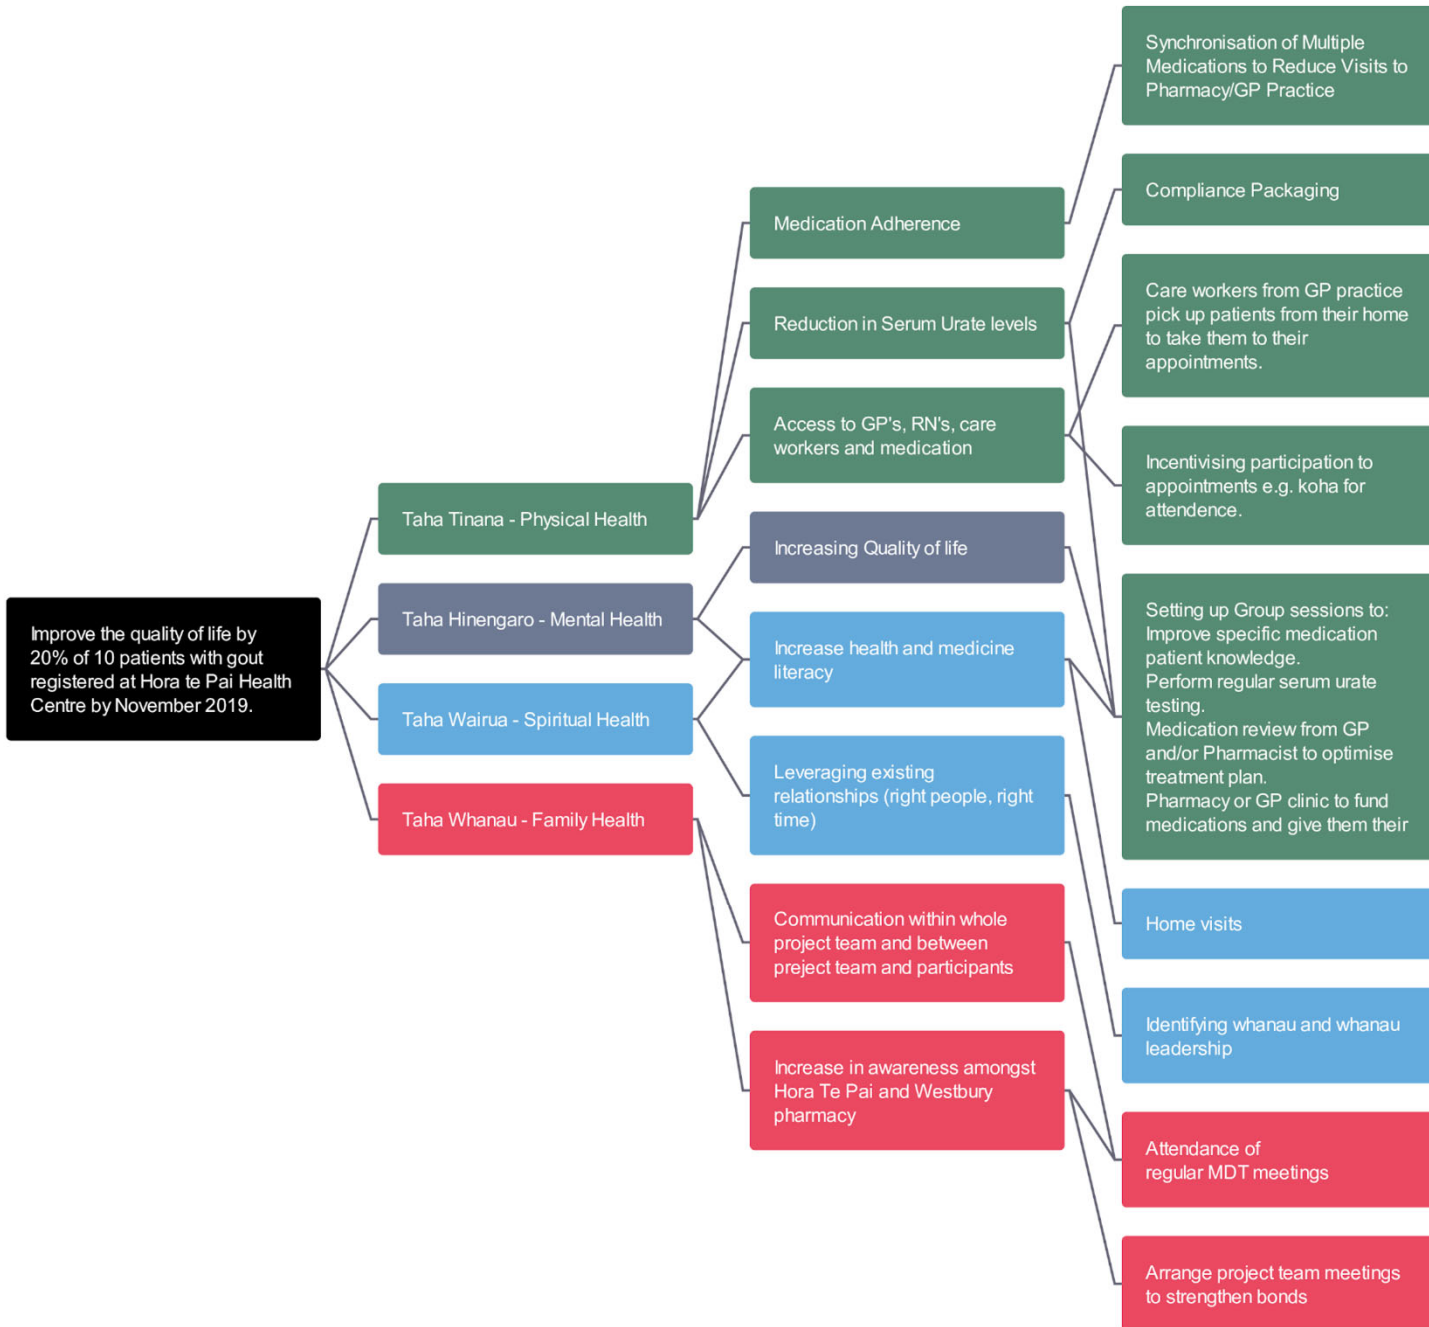 Improve the quality of life by
20% of 10 patients with gout
registered at Hora te Pai Health
Centre by November 2019.
Taha Tinana - Physical Health
Taha Hinengaro - Mental Health
Taha Wairua - Spiritual Health
Taha Whanau - Family Health
Medication Adherence
Reduction in Serum Urate levels
Access to GP's, RN's, care
workers and medication
Increasing Quality of life
Increase health and medicine
literacy
Leveraging existing
relationships (right people, right
time)
Communication within whole
project team and between
preject team and participants
Increase in awareness amongst
Hora Te Pai and Westbury
pharmacy
Synchronisation of Multiple
Medications to Reduce Visits to
Pharmacy/GP Practice
Compliance Packaging
Care workers from GP practice
pick up patients from their home
to take them to their
appointments.
Incentivising participation to
appointments e.g. koha for
attendence.
Setting up Group sessions to:
Improve specific medication
patient knowledge.
Perform regular serum urate
testing.
Medication review from GP
and/or Pharmacist to optimise
treatment plan.
Pharmacy or GP clinic to fund
medications and give them their
Home visits
Identifying whanau and whanau
leadership
Attendance of
regular MDT meetings
Arrange project team meetings
to strengthen bonds